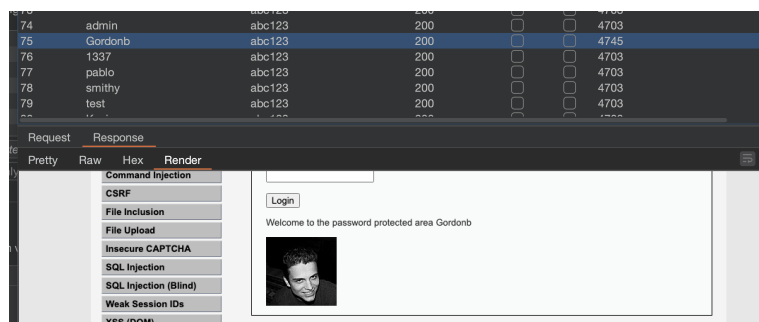 74 admin abc123 200 4703
75 Gordonb abc123 200 4745
76 1337 abc123 200 4703
77 pablo abc123 200 4703
78 smithy abc123 200 4703
79 test abc123 200 4703
Request Response
Pretty Raw Hex Render
Command Injection
CSRF
Login
File Inclusion
Welcome to the password protected area Gordonb
File Upload
Insecure CAPTCHA
SQL Injection
SQL Injection (Blind)
Weak Session IDs
XSS (DOM)